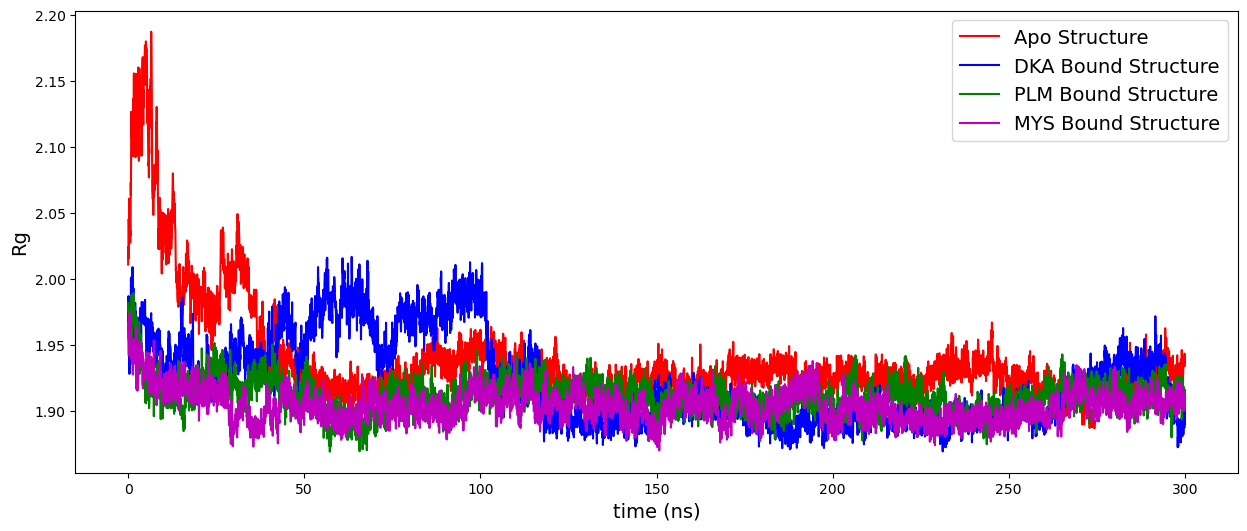 2.20
2.15
2.10
2.05
2.00
1.95
1.90
Rg
0 50 100 150 200 250 300
time (ns)
Apo Structure
DKA Bound Structure
PLM Bound Structure
MYS Bound Structure